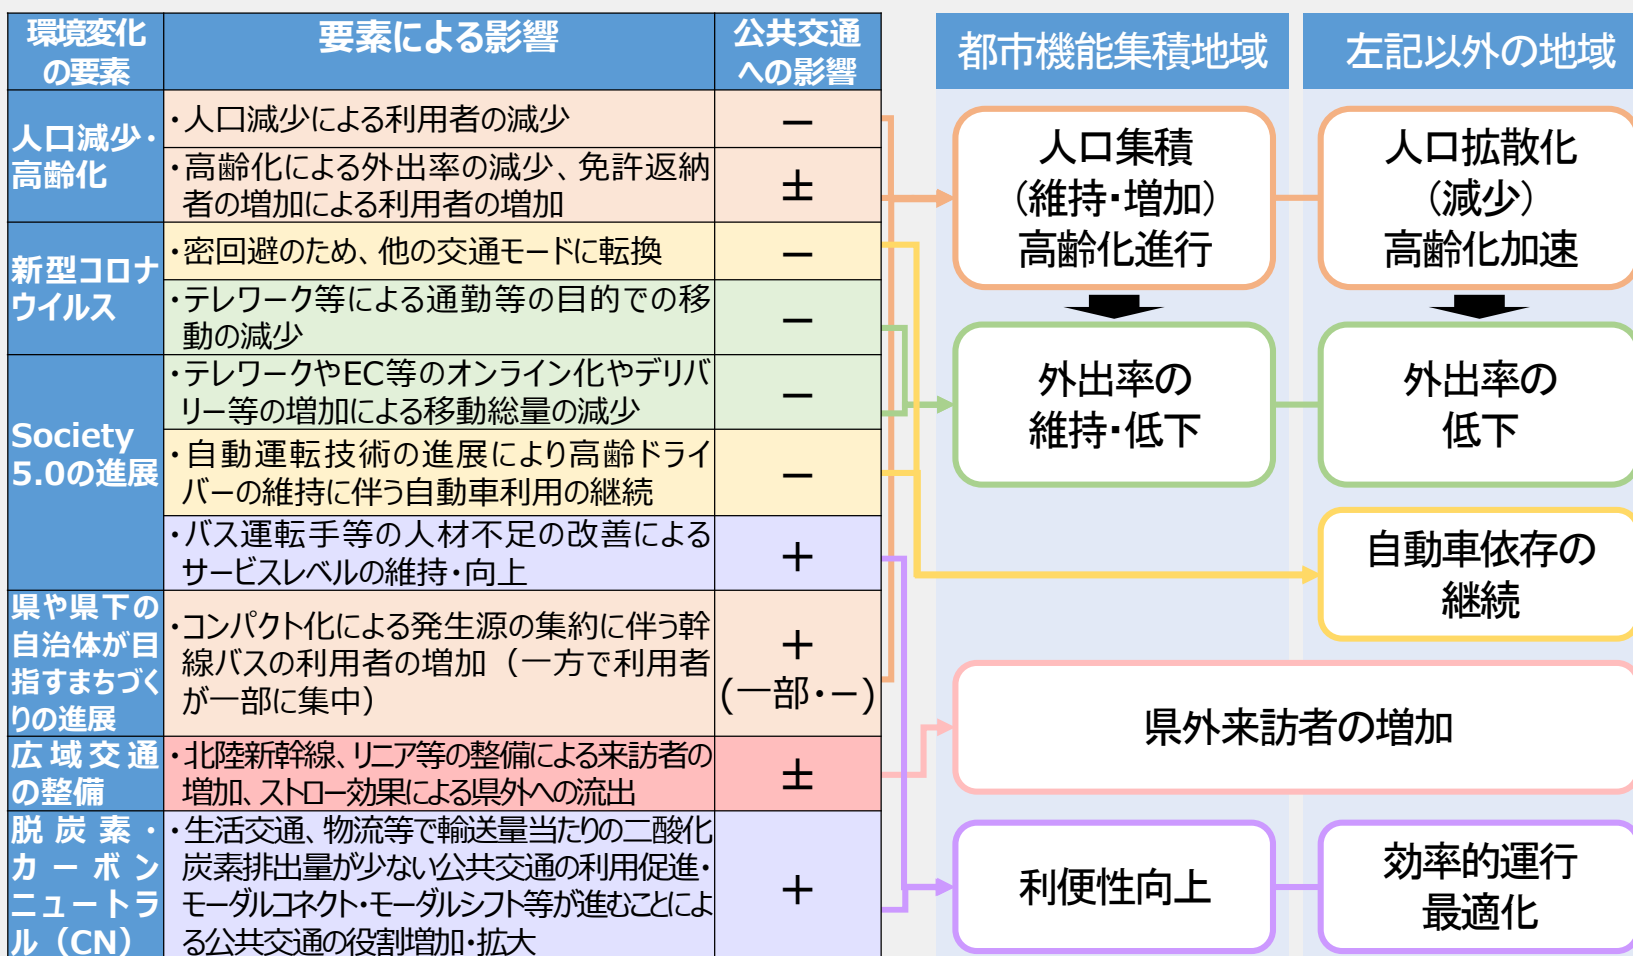 環境変化
の要素
要素による影響
公共交通
への影響
人口減少・
高齢化
・人口減少による利用者の減少
－
・高齢化による外出率の減少、免許返納
者の増加による利用者の増加
±
新型コロナ
ウイルス
・密回避のため、他の交通モードに転換
－
・テレワーク等による通勤等の目的での移
動の減少
－
Society
5.0の進展
・テレワークやEC等のオンライン化やデリバ
リー等の増加による移動総量の減少
－
・自動運転技術の進展により高齢ドライ
バーの維持に伴う自動車利用の継続
－
・バス運転手等の人材不足の改善による
サービスレベルの維持・向上
＋
県や県下の
自治体が目
指すまちづく
りの進展
・コンパクト化による発生源の集約に伴う幹
線バスの利用者の増加（一方で利用者
が一部に集中）
＋
(一部・－)
広域交通
の整備
・北陸新幹線、リニア等の整備による来訪者の
増加、ストロー効果による県外への流出
±
脱炭素・
カーボン
ニュートラ
ル（CN）
・生活交通、物流等で輸送量当たりの二酸化
炭素排出量が少ない公共交通の利用促進・
モーダルコネクト・モーダルシフト等が進むことによ
る公共交通の役割増加・拡大
＋
都市機能集積地域
左記以外の地域
人口集積
（維持・増加）
高齢化進行
人口拡散化
（減少）
高齢化加速
外出率の
維持・低下
外出率の
低下
自動車依存の
継続
県外来訪者の増加
利便性向上
効率的運行
最適化